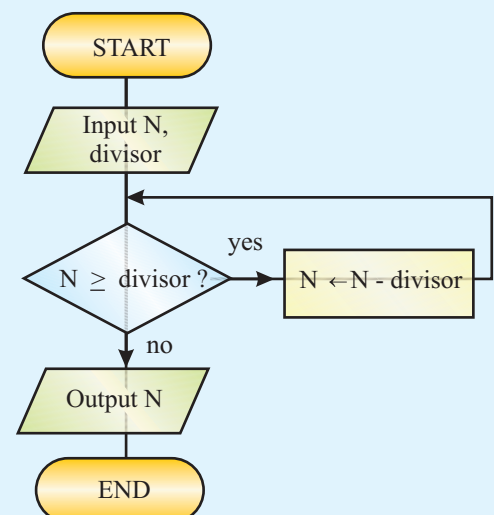 START
Input N,
divisor
N ≥ divisor ?
yes
N ← N - divisor
no
Output N
END